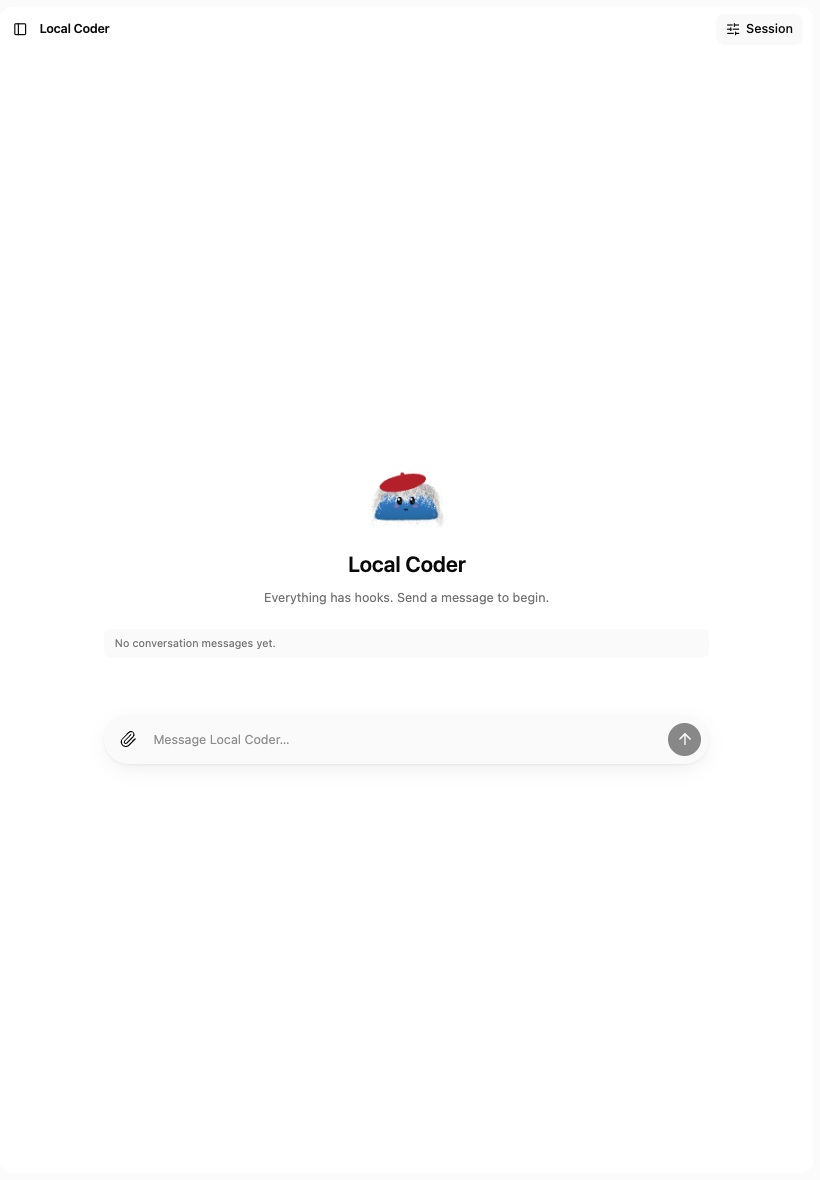 Local Coder
Session
Local Coder
Everything has hooks. Send a message to begin.
No conversation messages yet.
Message Local Coder...